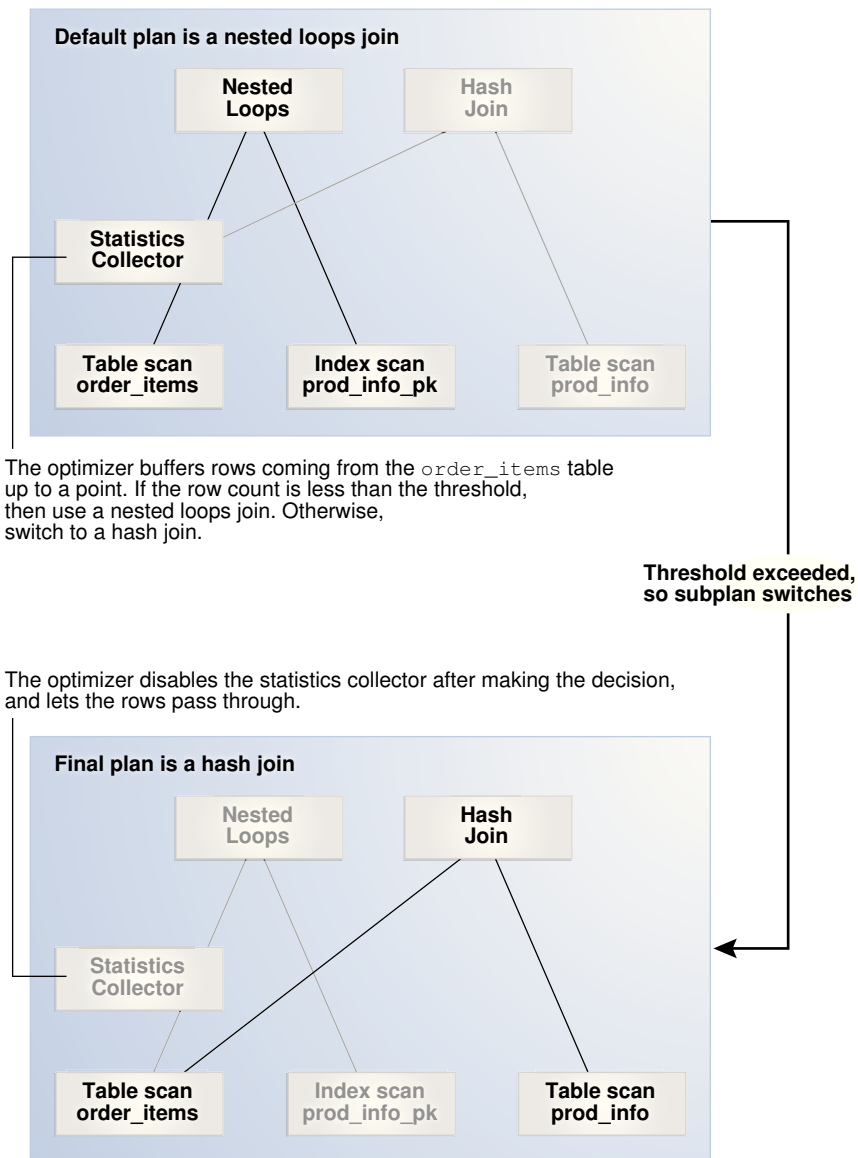 Default plan is a nested loops join
Nested
Loops
Hash
Join
Statistics
Collector
Table scan
order_items
Index scan
prod_info_pk
Table scan
prod_info
The optimizer buffers rows coming from the order_items table
up to a point. If the row count is less than the threshold,
then use a nested loops join. Otherwise,
switch to a hash join.
Threshold exceeded,
so subplan switches
The optimizer disables the statistics collector after making the decision,
and lets the rows pass through.
Final plan is a hash join
Nested
Loops
Hash
Join
Statistics
Collector
Table scan
order_items
Index scan
prod_info_pk
Table scan
prod_info